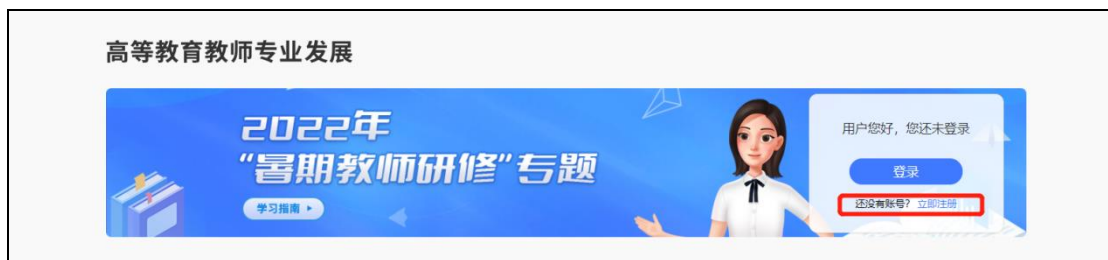 高等教育教师专业发展
2022年
“暑期教师研修”专题
学习指南
用户您好，您还未登录
登录
还没有账号？ 立即注册